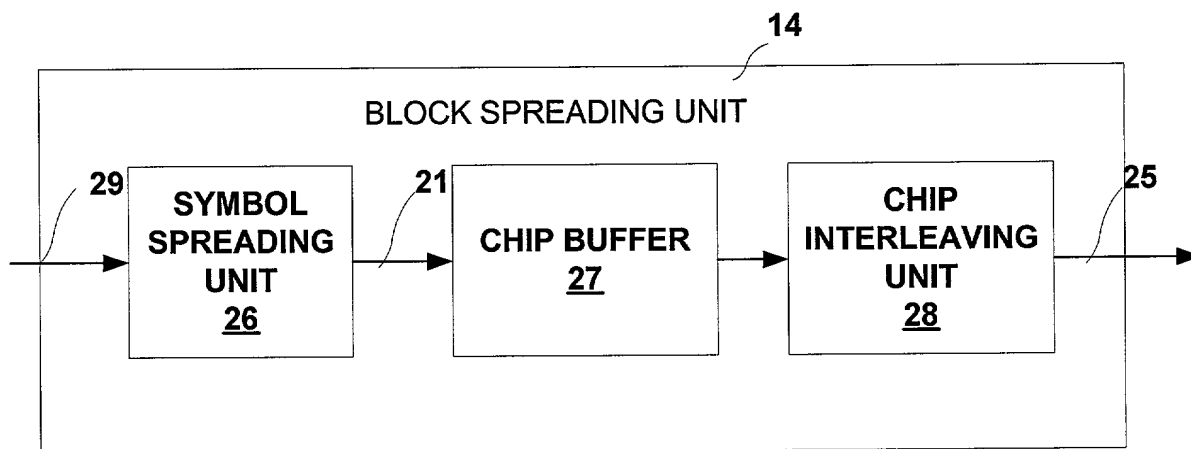 14
BLOCK SPREADING UNIT
29
SYMBOL
SPREADING
UNIT
26
21
CHIP BUFFER
27
CHIP
INTERLEAVING
UNIT
28
25